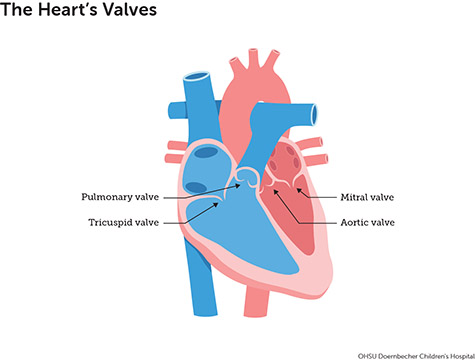 The Heart's Valves
Pulmonary valve
Mitral valve
Tricuspid valve
Aortic valve
OHSU Doernbecher Children's Hospital